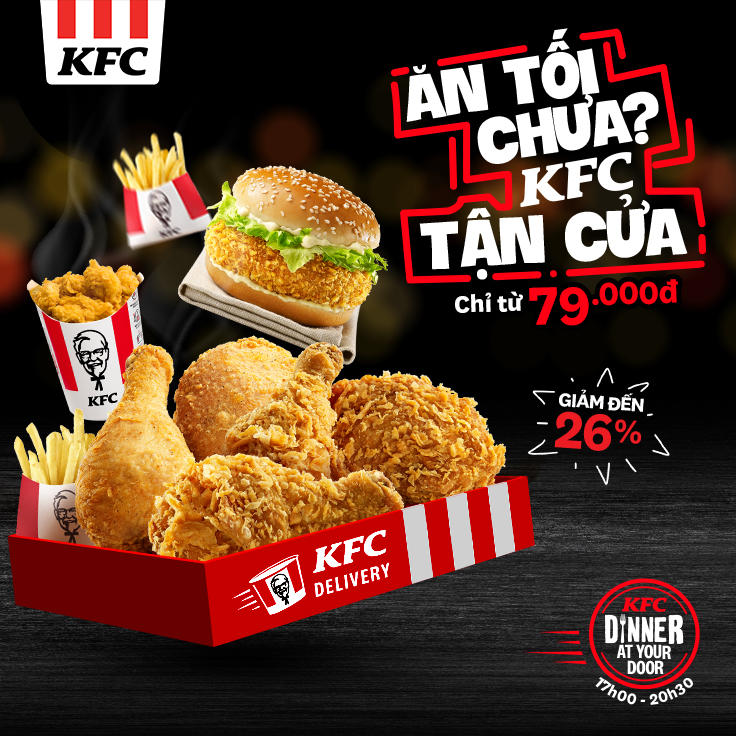 KFC
ĂN TỐI
CHƯA?
KFC
TẬN CỬA
Chỉ từ 79.000đ
GIẢM ĐẾN
26%
KFC
KFC
DELIVERY
KFC
DINNER
AT YOUR
DOOR
17h00 - 20h30